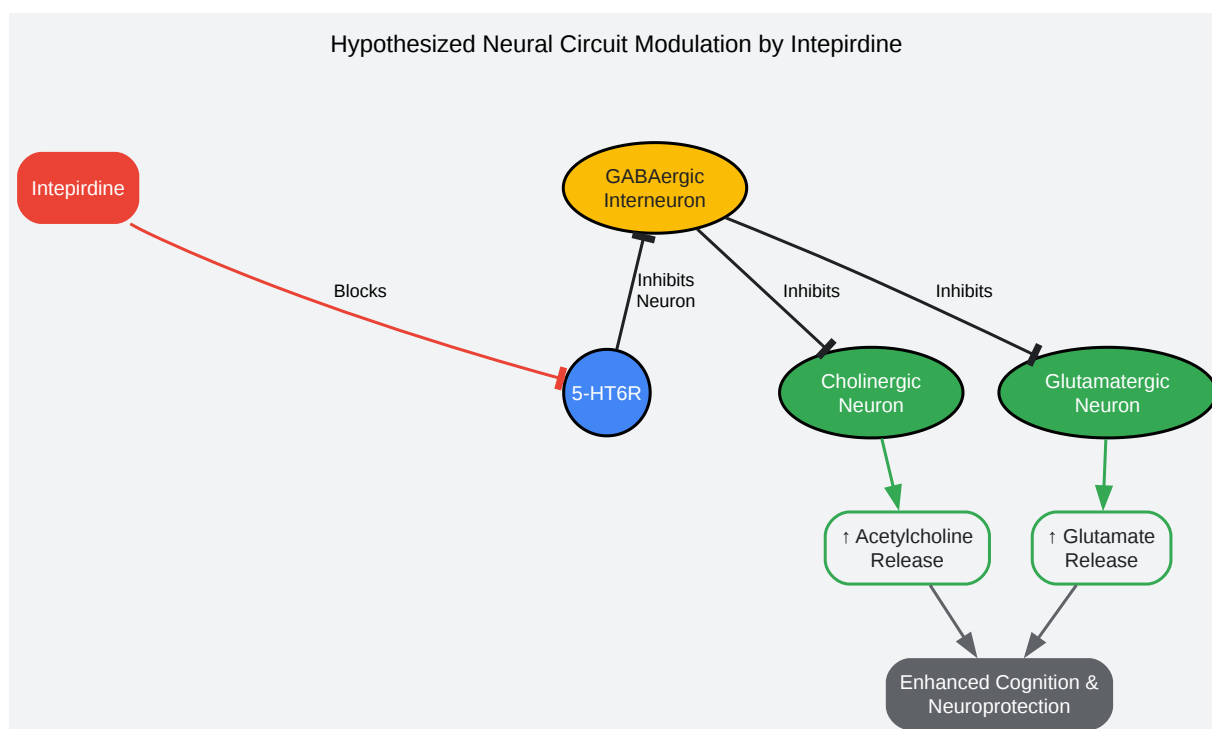 Hypothesized Neural Circuit Modulation by Intepirdine
Intepirdine
GABAergic
Interneuron
Blocks
Inhibits
Neuron
Inhibits
Inhibits
5-HT6R
Cholinergic
Neuron
Glutamatergic
Neuron
↑ Acetylcholine
Release
↑ Glutamate
Release
Enhanced Cognition &
Neuroprotection